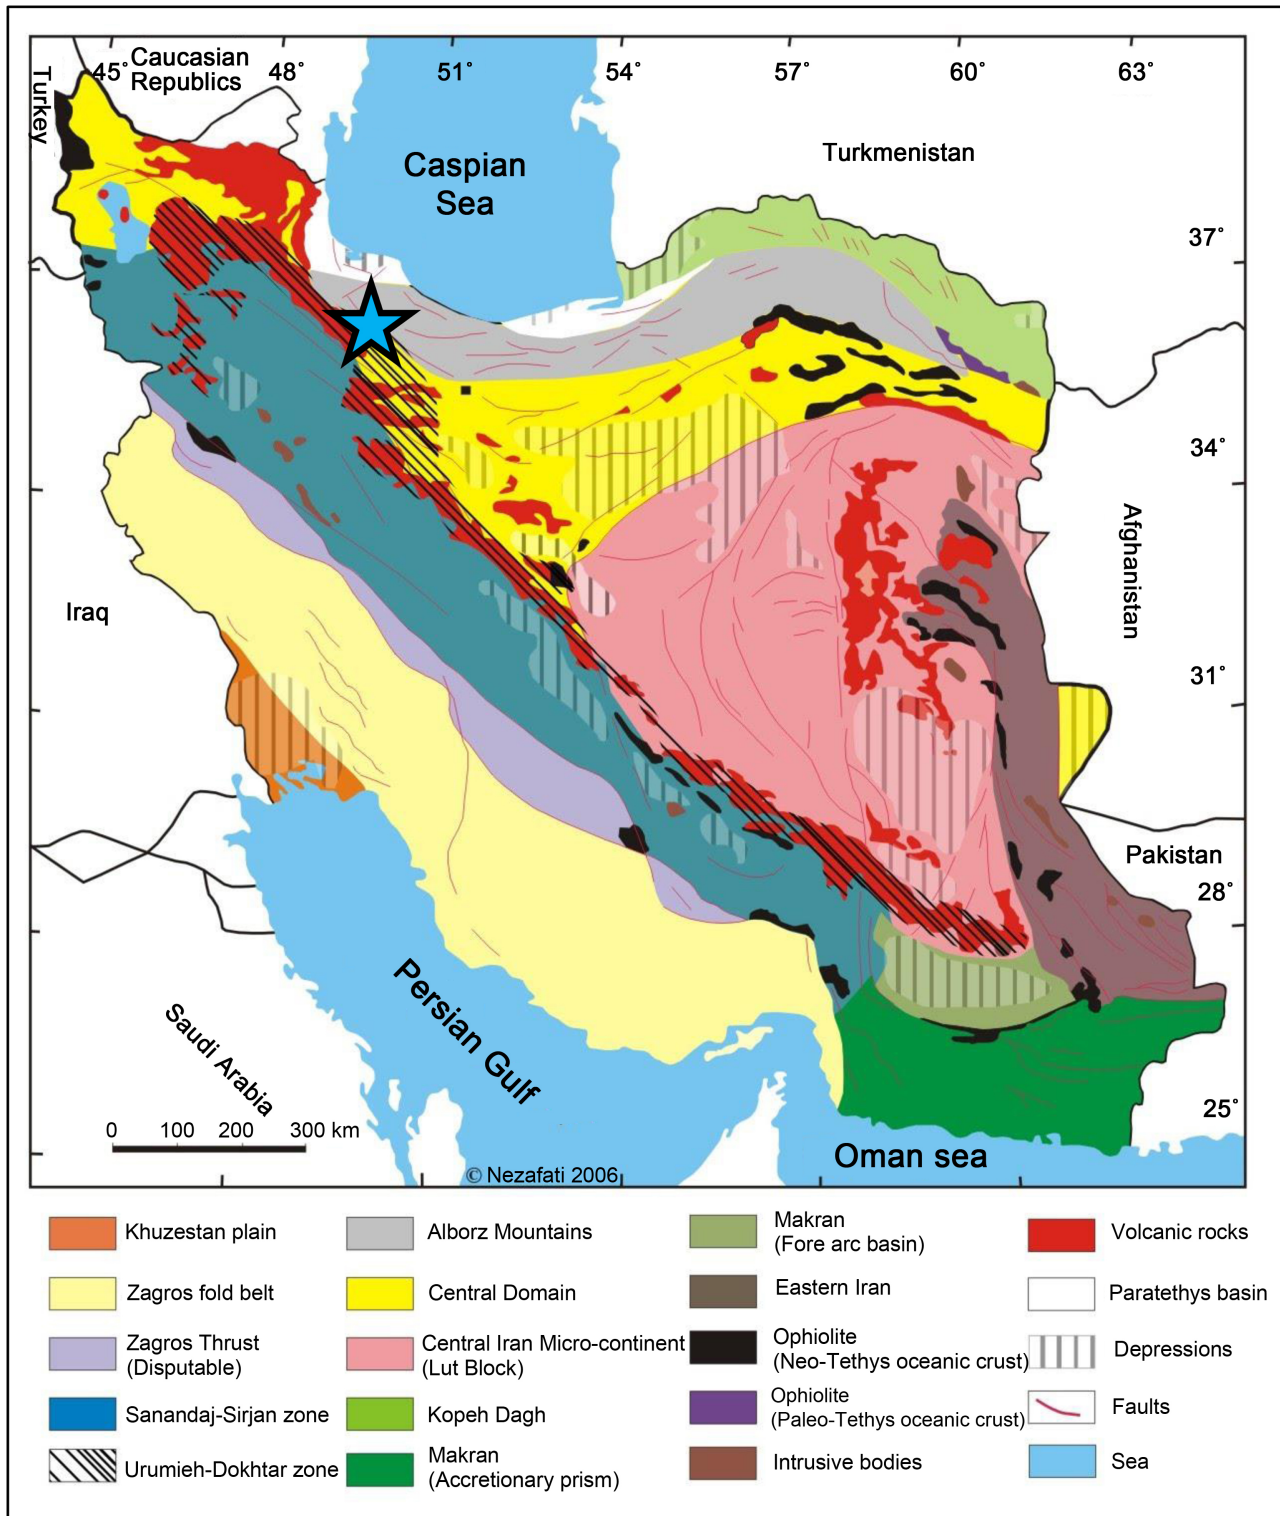 Caucasian
Republics
Turkey
45°
48°
51°
54°
57°
60°
63°
Caspian
Sea
Turkmenistan
37°
34°
Afghanistan
Iraq
31°
Pakistan
28°
Persian Gulf
Saudi Arabia
25°
0 100 200 300 km
Oman sea
© Nezafati 2006
Khuzestan plain
Zagros fold belt
Zagros Thrust
(Disputable)
Sanandaj-Sirjan zone
Urumieh-Dokhtar zone
Alborz Mountains
Central Domain
Central Iran Micro-continent
(Lut Block)
Kopeh Dagh
Makran
(Accretionary prism)
Makran
(Fore arc basin)
Eastern Iran
Ophiolite
(Neo-Tethys oceanic crust)
Ophiolite
(Paleo-Tethys oceanic crust)
Intrusive bodies
Volcanic rocks
Paratethys basin
Depressions
Faults
Sea